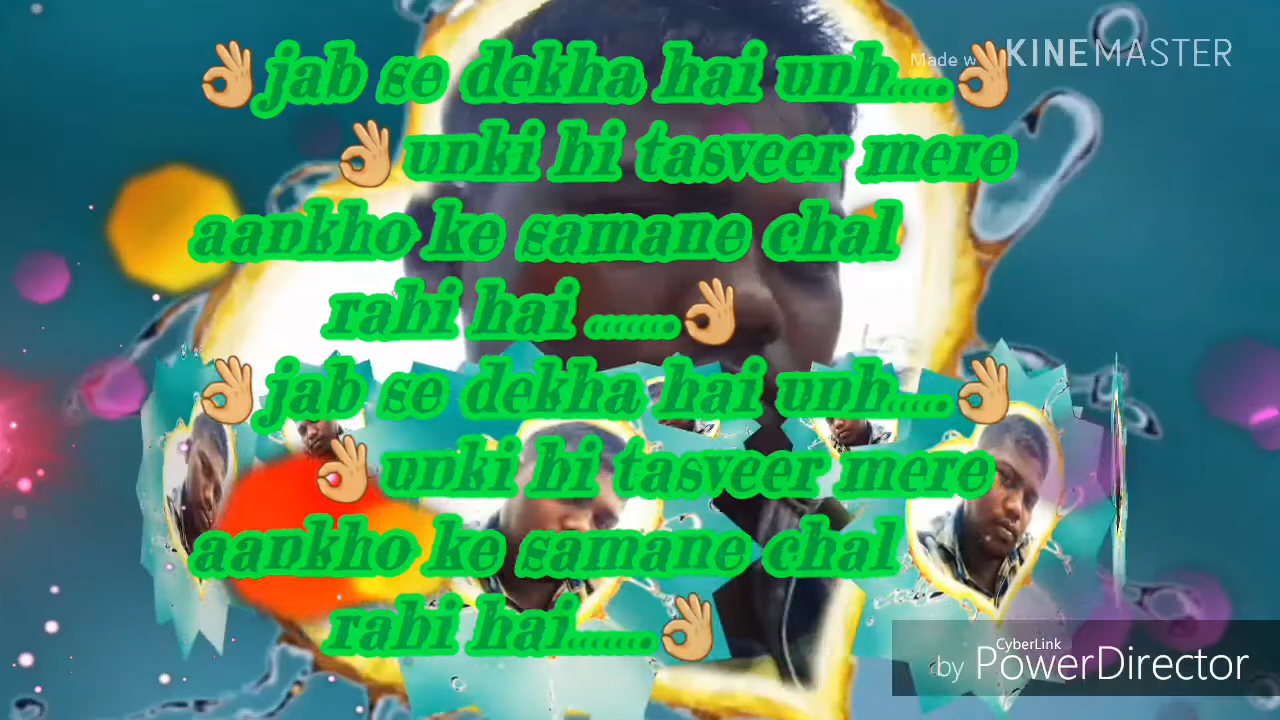 Made w KINEMASTER
👌jab se dekha hai unh.....👌
👌unki hi tasveer mere
aankho ke samane chal
rahi hai .......👌
👌jab se dekha hai unh.....👌
👌unki hi tasveer mere
aankho ke samane chal
rahi hai.......👌
CyberLink
by PowerDirector